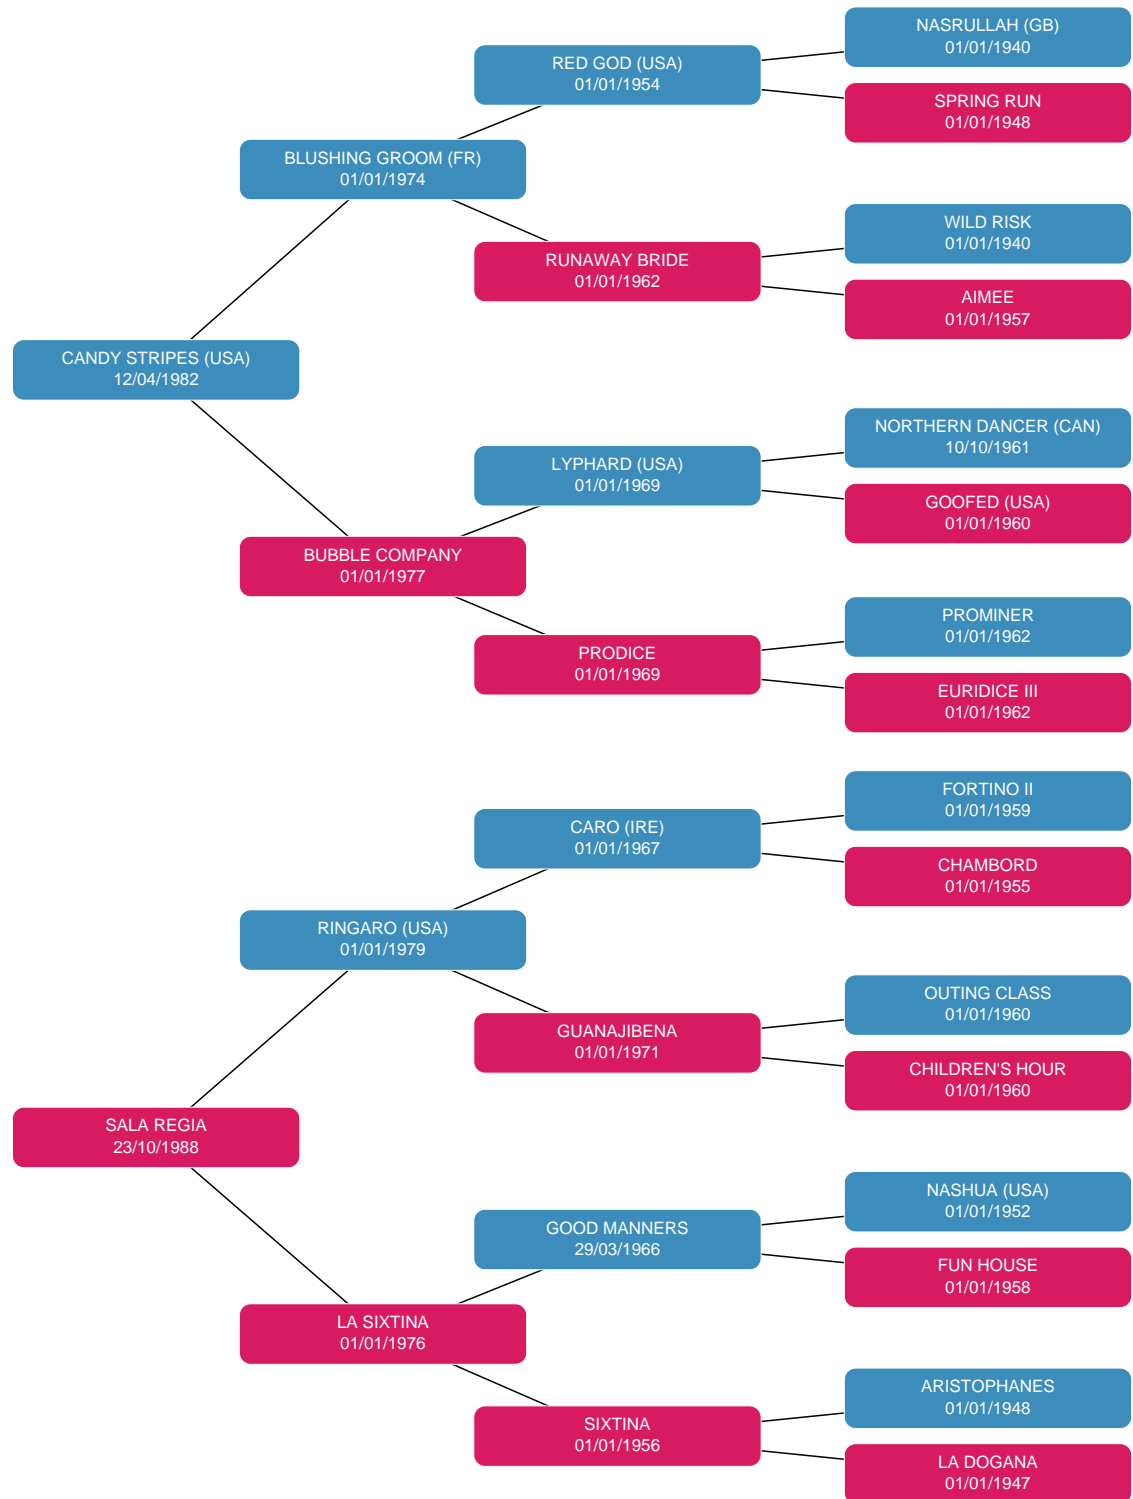 NASRULLAH (GB)
01/01/1940
RED GOD (USA)
01/01/1954
SPRING RUN
01/01/1948
BLUSHING GROOM (FR)
01/01/1974
WILD RISK
01/01/1940
RUNAWAY BRIDE
01/01/1962
AIMEE
01/01/1957
CANDY STRIPES (USA)
12/04/1982
NORTHERN DANCER (CAN)
10/10/1961
LYPHARD (USA)
01/01/1969
GOOFED (USA)
01/01/1960
BUBBLE COMPANY
01/01/1977
PROMINER
01/01/1962
PRODICE
01/01/1969
EURIDICE III
01/01/1962
FORTINO II
01/01/1959
CARO (IRE)
01/01/1967
CHAMBORD
01/01/1955
RINGARO (USA)
01/01/1979
OUTING CLASS
01/01/1960
GUANAJIBENA
01/01/1971
CHILDREN'S HOUR
01/01/1960
SALA REGIA
23/10/1988
NASHUA (USA)
01/01/1952
GOOD MANNERS
29/03/1966
FUN HOUSE
01/01/1958
LA SIXTINA
01/01/1976
ARISTOPHANES
01/01/1948
SIXTINA
01/01/1956
LA DOGANA
01/01/1947